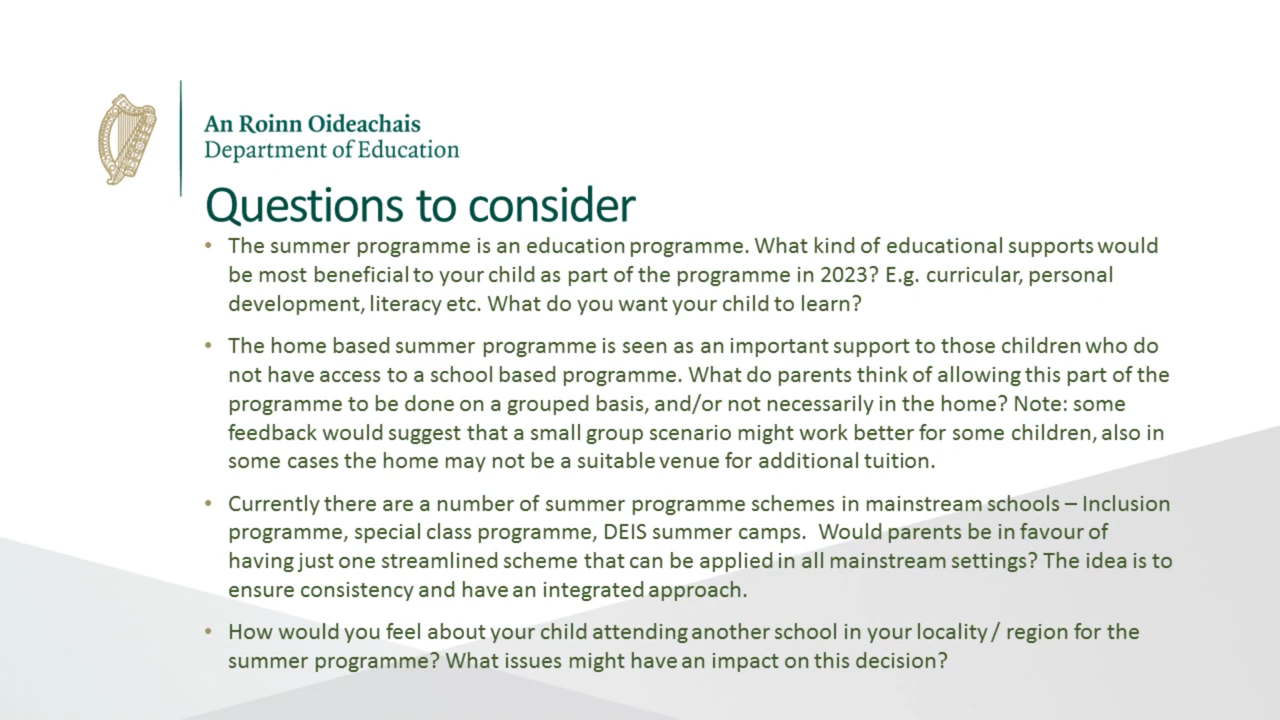 An Roinn Oideachais
Department of Education
Questions to consider
• The summer programme is an education programme. What kind of educational supports would
be most beneficial to your child as part of the programme in 2023? E.g. curricular, personal
development, literacy etc. What do you want your child to learn?
• The home based summer programme is seen as an important support to those children who do
not have access to a school based programme. What do parents think of allowing this part of the
programme to be done on a grouped basis, and/or not necessarily in the home? Note: some
feedback would suggest that a small group scenario might work better for some children, also in
some cases the home may not be a suitable venue for additional tuition.
• Currently there are a number of summer programme schemes in mainstream schools – Inclusion
programme, special class programme, DEIS summer camps. Would parents be in favour of
having just one streamlined scheme that can be applied in all mainstream settings? The idea is to
ensure consistency and have an integrated approach.
• How would you feel about your child attending another school in your locality / region for the
summer programme? What issues might have an impact on this decision?